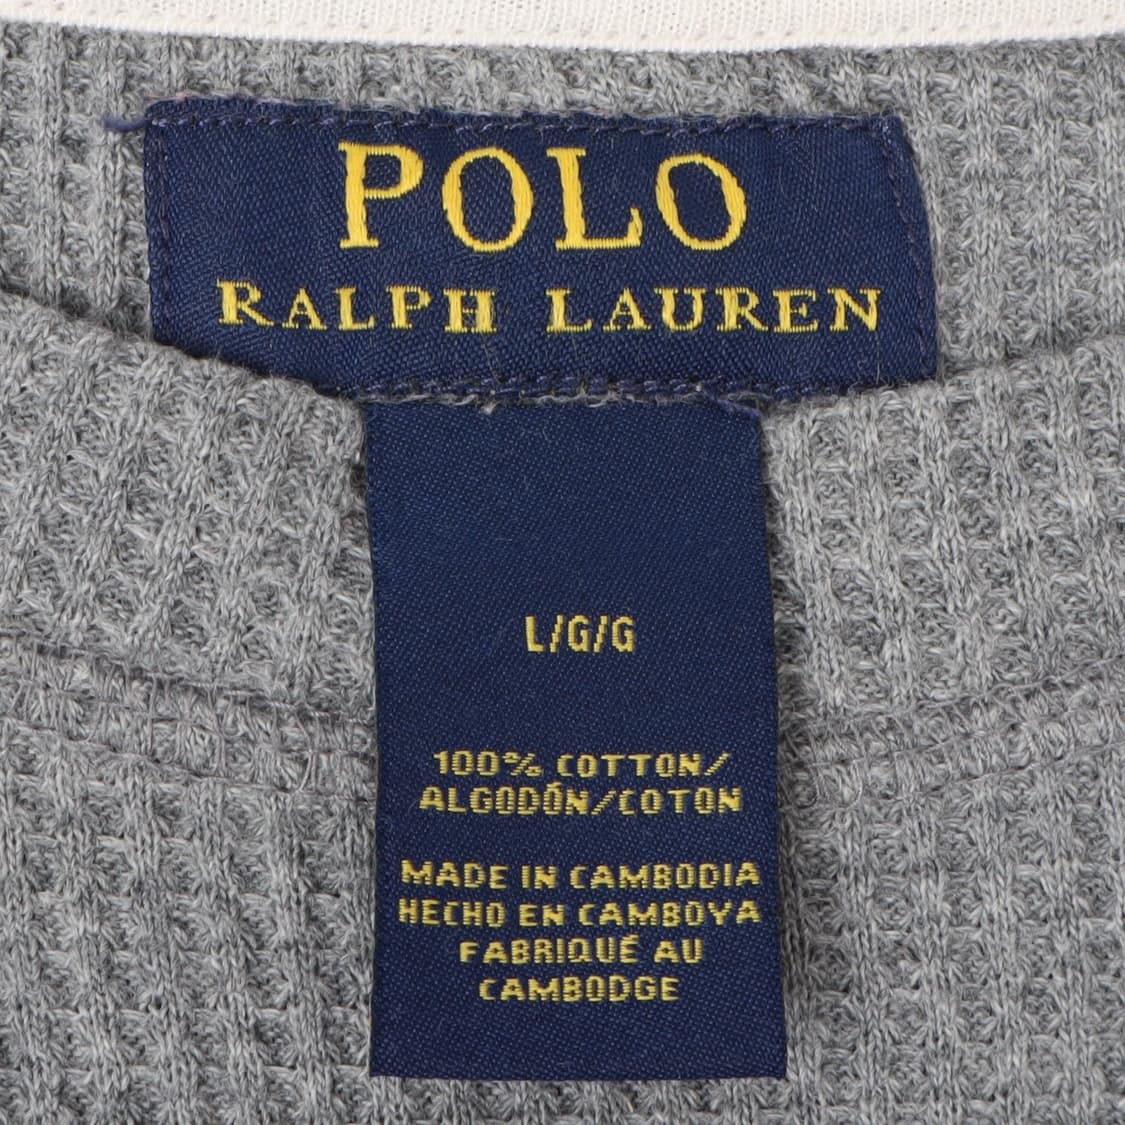 POLO
RALPH LAUREN
L/G/G
100% COTTON/
ALGODÓN/COTON
MADE IN CAMBODIA
HECHO EN CAMBOYA
FABRIQUÉ AU
CAMBODGE